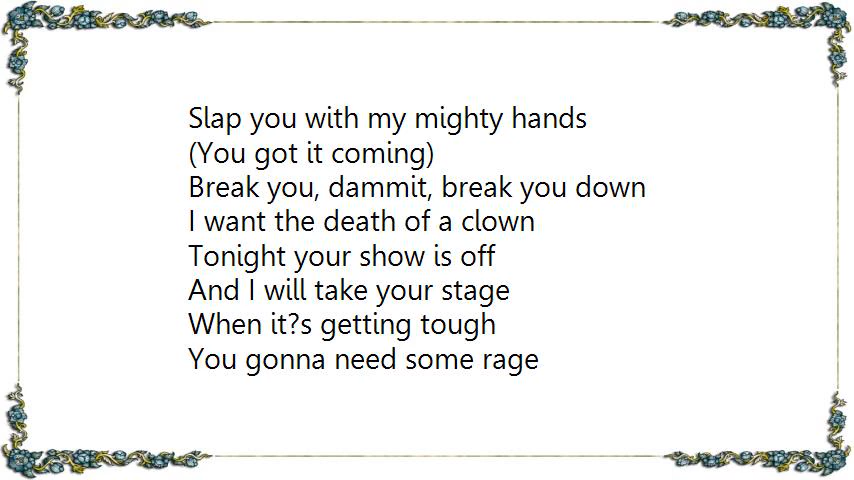 Slap you with my mighty hands
(You got it coming)
Break you, dammit, break you down
I want the death of a clown
Tonight your show is off
And I will take your stage
When it?s getting tough
You gonna need some rage